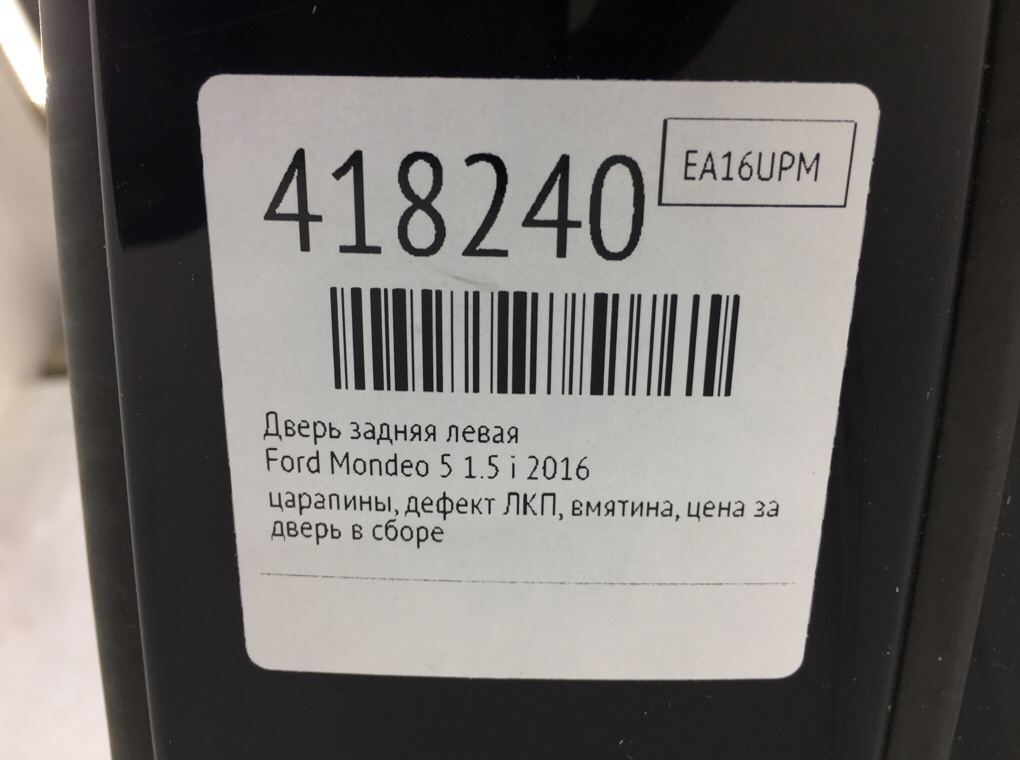 418240
EA16UPM
Дверь задняя левая
Ford Mondeo 5 1.5 i 2016
царапины, дефект ЛКП, вмятина, цена за
дверь в сборе